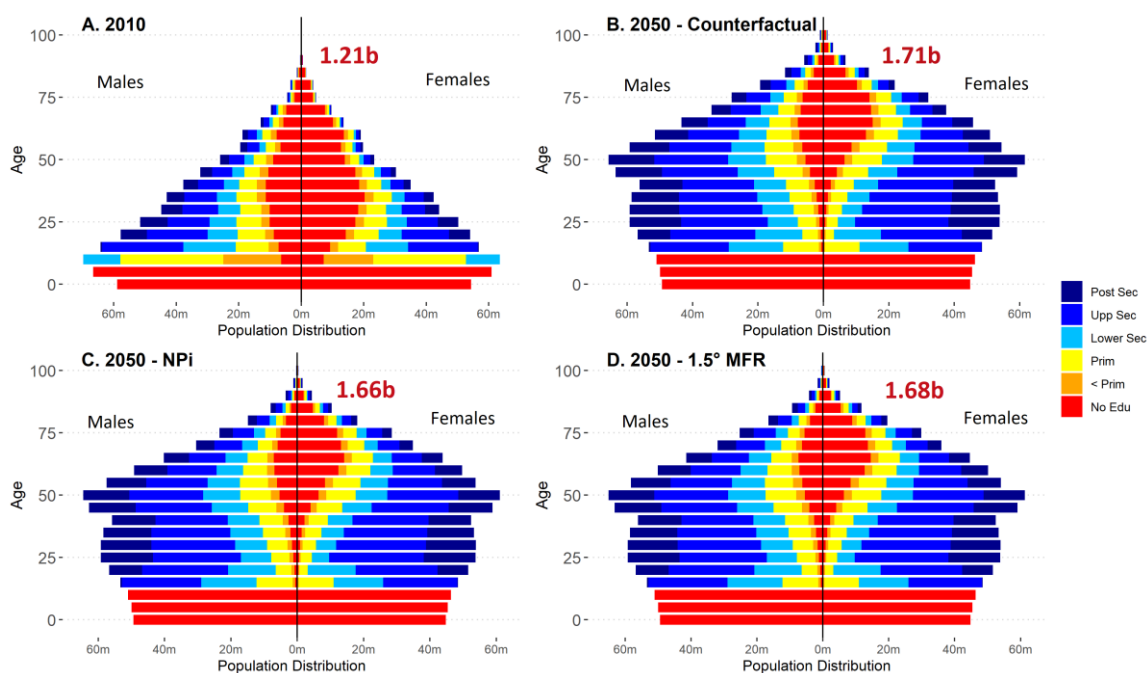 A. 2010
1.21b
Males
Females
100
75
50
25
0
Age
60m 40m 20m 0m 20m 40m 60m
Population Distribution
B. 2050 - Counterfactual
1.71b
Males
Females
100
75
50
25
0
Age
60m 40m 20m 0m 20m 40m 60m
Population Distribution
C. 2050 - NPi
1.66b
Males
Females
100
75
50
25
0
Age
60m 40m 20m 0m 20m 40m 60m
Population Distribution
D. 2050 - 1.5° MFR
1.68b
Males
Females
100
75
50
25
0
Age
60m 40m 20m 0m 20m 40m 60m
Population Distribution
Post Sec
Upp Sec
Lower Sec
Prim
< Prim
No Edu